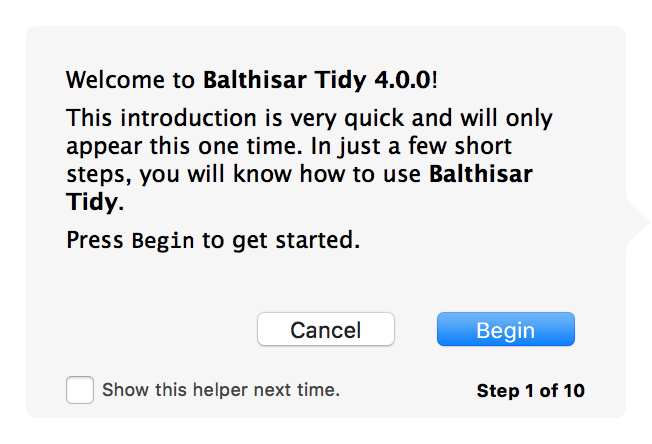 Welcome to Balthisar Tidy 4.0.0!
This introduction is very quick and will only
appear this one time. In just a few short
steps, you will know how to use Balthisar
Tidy.
Press Begin to get started.
Cancel Begin
Show this helper next time. Step 1 of 10